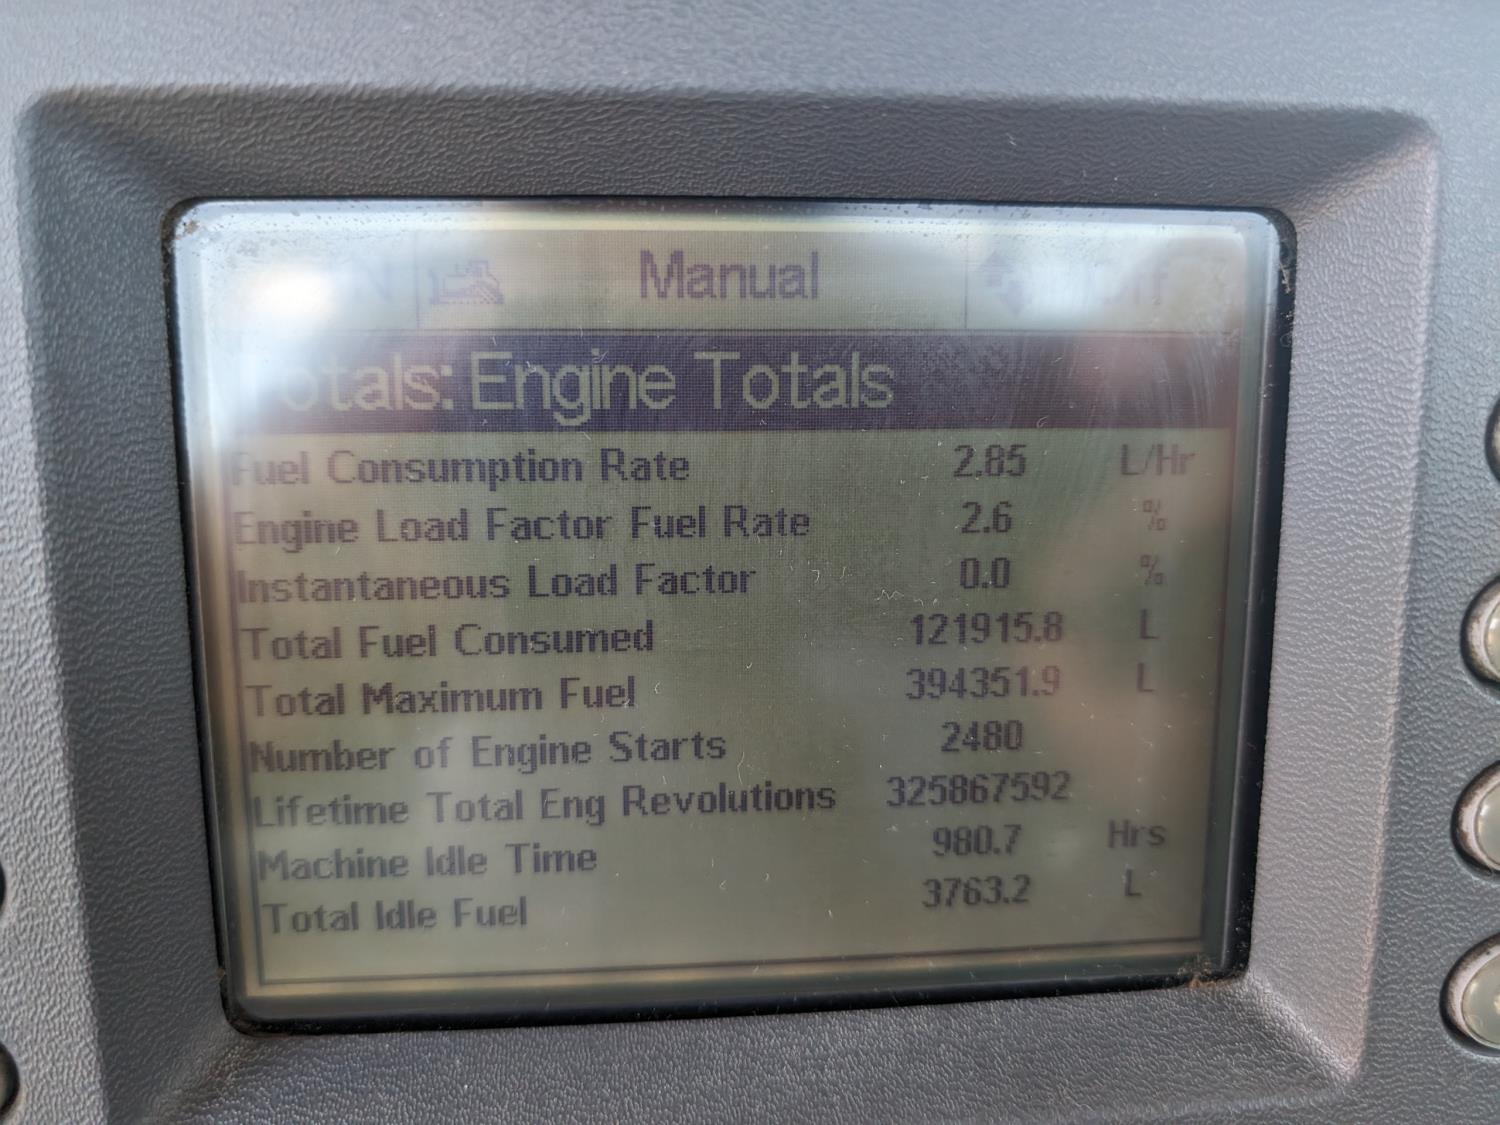 Manual
Totals: Engine Totals
Fuel Consumption Rate 2.85 L/Hr
Engine Load Factor Fuel Rate 2.6 %
Instantaneous Load Factor 0.0 %
Total Fuel Consumed 121915.8 L
Total Maximum Fuel 394351.9 L
Number of Engine Starts 2480
Lifetime Total Eng Revolutions 325867592
Machine Idle Time 980.7 Hrs
Total Idle Fuel 3763.2 L